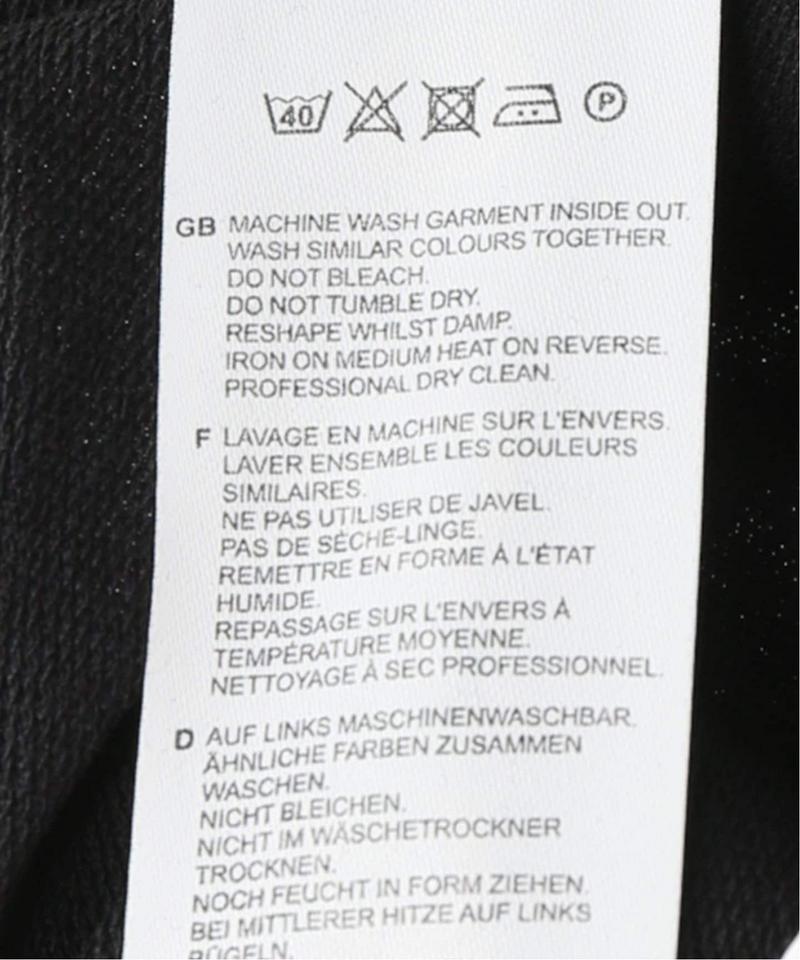 40
P
GB MACHINE WASH GARMENT INSIDE OUT.
WASH SIMILAR COLOURS TOGETHER.
DO NOT BLEACH.
DO NOT TUMBLE DRY.
RESHAPE WHILST DAMP.
IRON ON MEDIUM HEAT ON REVERSE.
PROFESSIONAL DRY CLEAN.
F LAVAGE EN MACHINE SUR L'ENVERS.
LAVER ENSEMBLE LES COULEURS
SIMILAIRES.
NE PAS UTILISER DE JAVEL.
PAS DE SÈCHE-LINGE.
REMETTRE EN FORME À L'ÉTAT
HUMIDE.
REPASSAGE SUR L'ENVERS À
TEMPÉRATURE MOYENNE.
NETTOYAGE À SEC PROFESSIONNEL.
D AUF LINKS MASCHINENWASCHBAR.
ÄHNLICHE FARBEN ZUSAMMEN
WASCHEN.
NICHT BLEICHEN.
NICHT IM WÄSCHETROCKNER
TROCKNEN.
NOCH FEUCHT IN FORM ZIEHEN.
BEI MITTLERER HITZE AUF LINKS
BÜGELN.